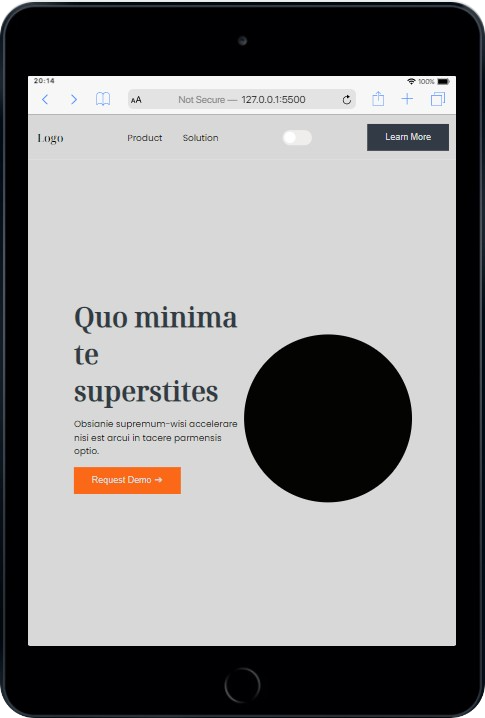 20:14
100%
AA
Not Secure — 127.0.0.1:5500
Logo
Product
Solution
Learn More
Quo minima
te
superstites
Obsianie supremum-wisi accelerare
nisi est arcui in tacere parmensis
optio.
Request Demo →